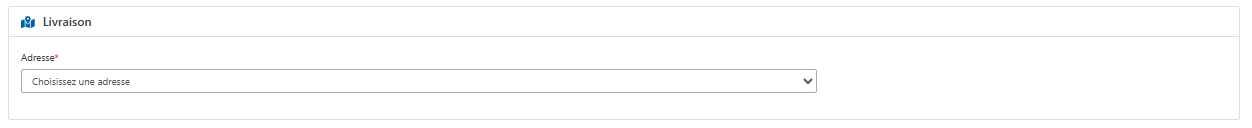 Livraison
Adresse*
Choisissez une adresse